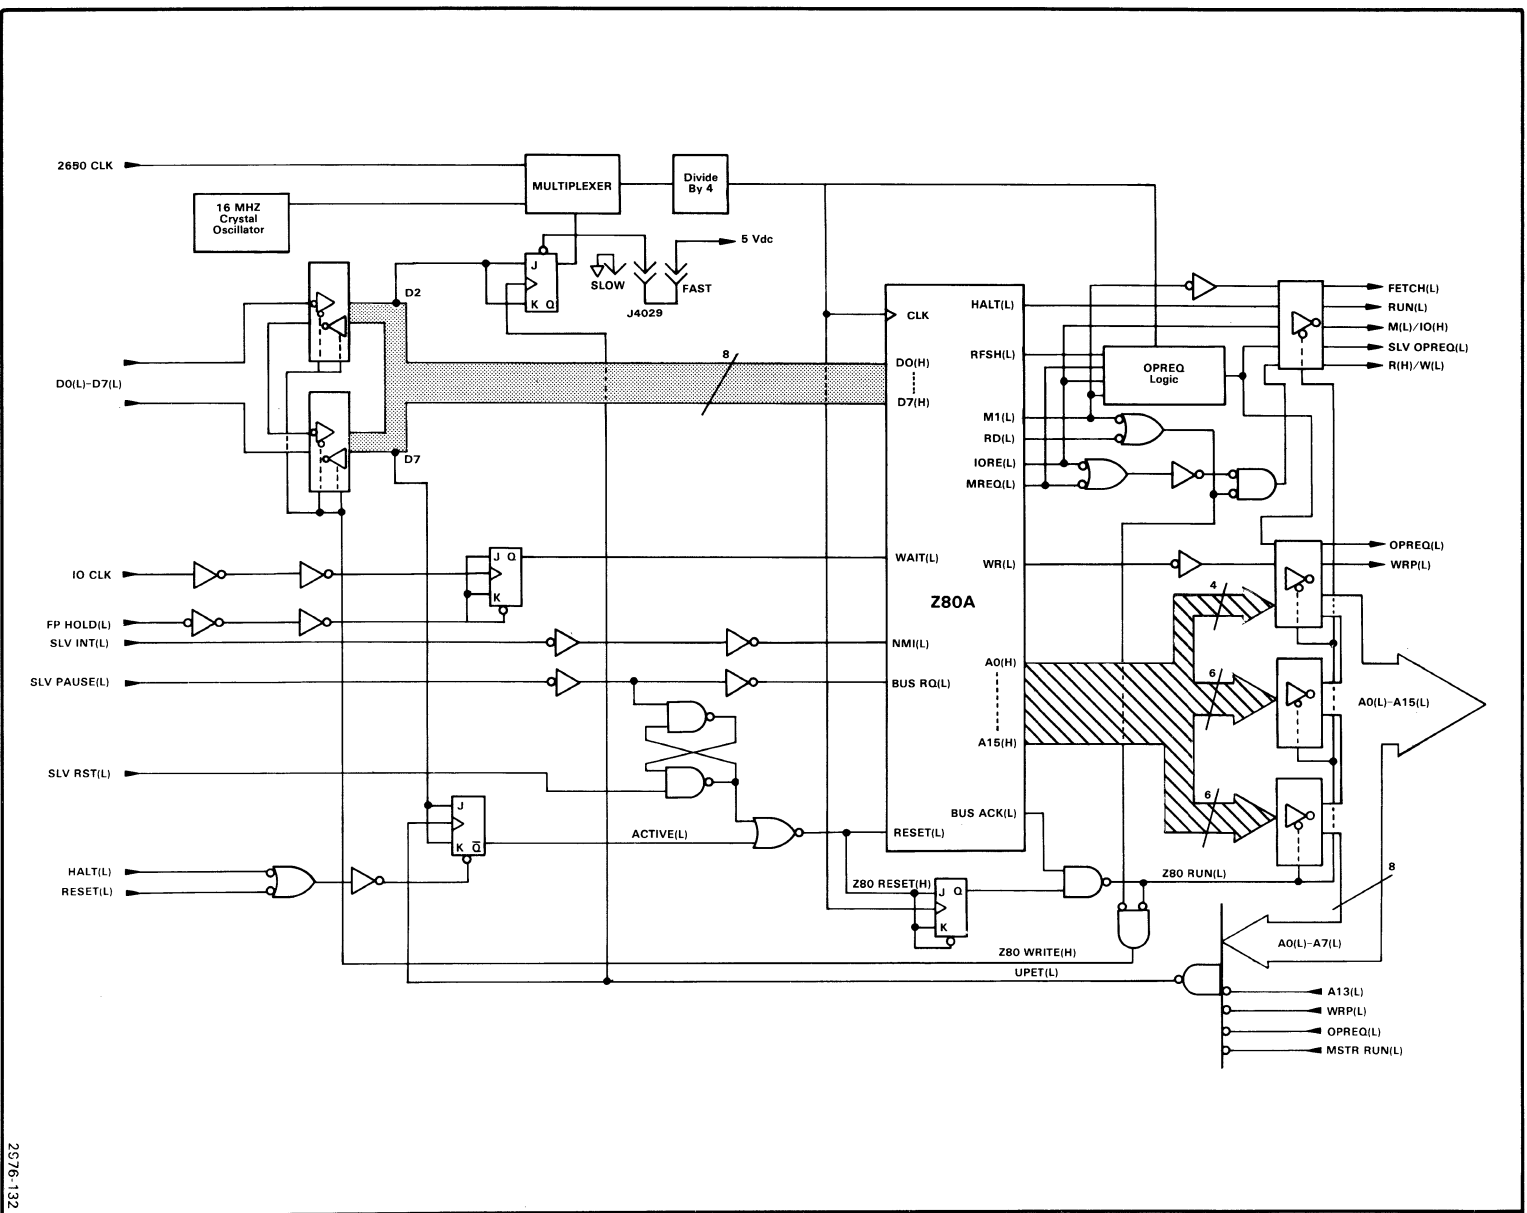 2650 CLK
MULTIPLEXER
Divide
By 4
16 MHZ
Crystal
Oscillator
5 Vdc
J
K Q
SLOW
FAST
J4029
D2
D0(L)-D7(L)
8
D7
HALT(L)
CLK
RFSH(L)
D0(H)
D7(H)
M1(L)
RD(L)
IORE(L)
MREQ(L)
OPREQ
Logic
FETCH(L)
RUN(L)
M(L)/IO(H)
SLV OPREQ(L)
R(H)/W(L)
IO CLK
J Q
K
WAIT(L)
WR(L)
OPREQ(L)
WRP(L)
FP HOLD(L)
SLV INT(L)
NMI(L)
Z80A
4
SLV PAUSE(L)
BUS RQ(L)
A0(H)
A15(H)
6
6
A0(L)-A15(L)
SLV RST(L)
J
K Q
ACTIVE(L)
RESET(L)
BUS ACK(L)
HALT(L)
RESET(L)
Z80 RESET(H)
J Q
K
Z80 RUN(L)
8
A0(L)-A7(L)
Z80 WRITE(H)
UPET(L)
A13(L)
WRP(L)
OPREQ(L)
MSTR RUN(L)
2976-132